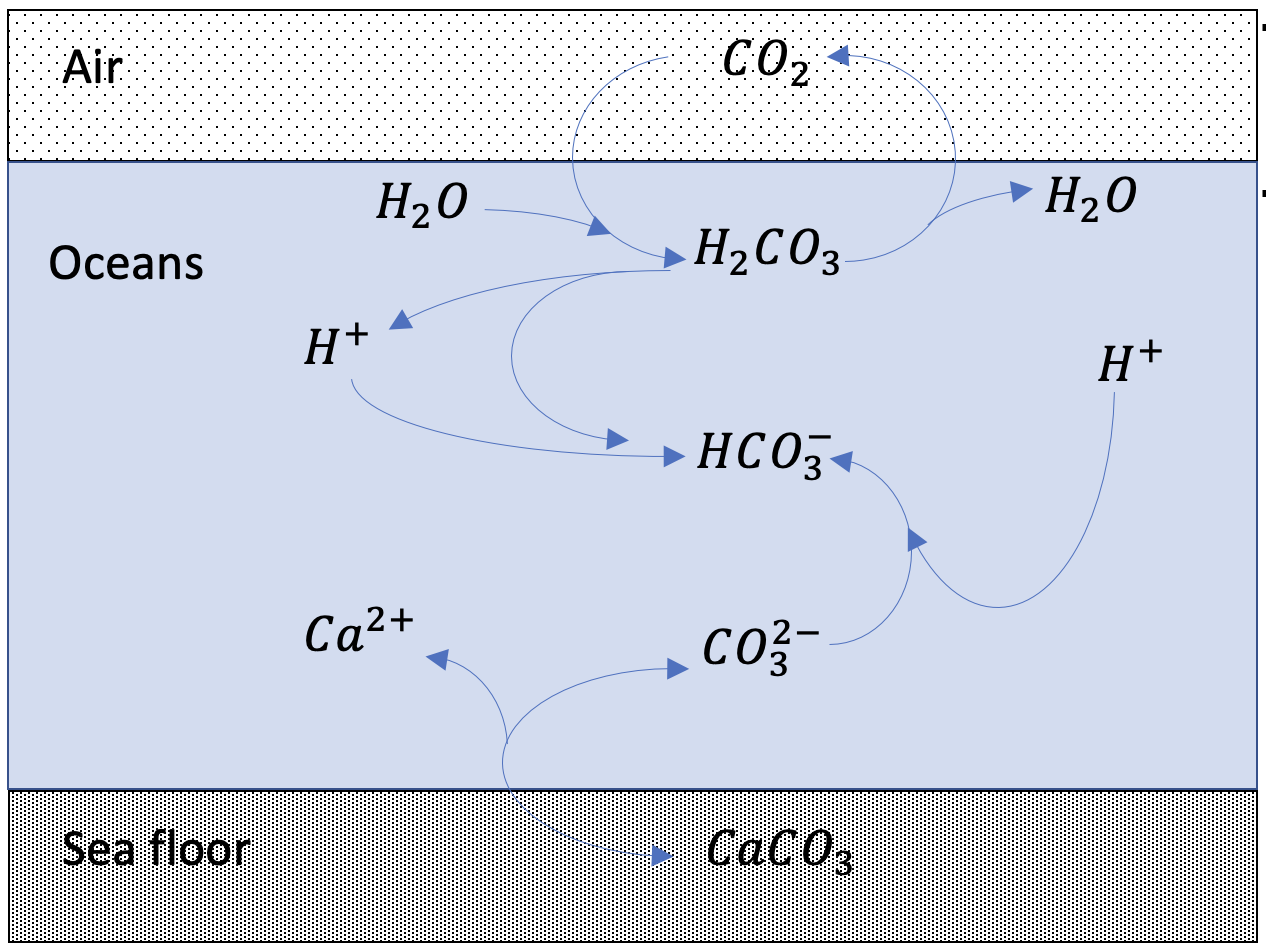 Air
CO₂
H₂O
H₂O
Oceans
H₂CO₃
H⁺
H⁺
HCO₃⁻
Ca²⁺
CO₃²⁻
Sea floor
CaCO₃